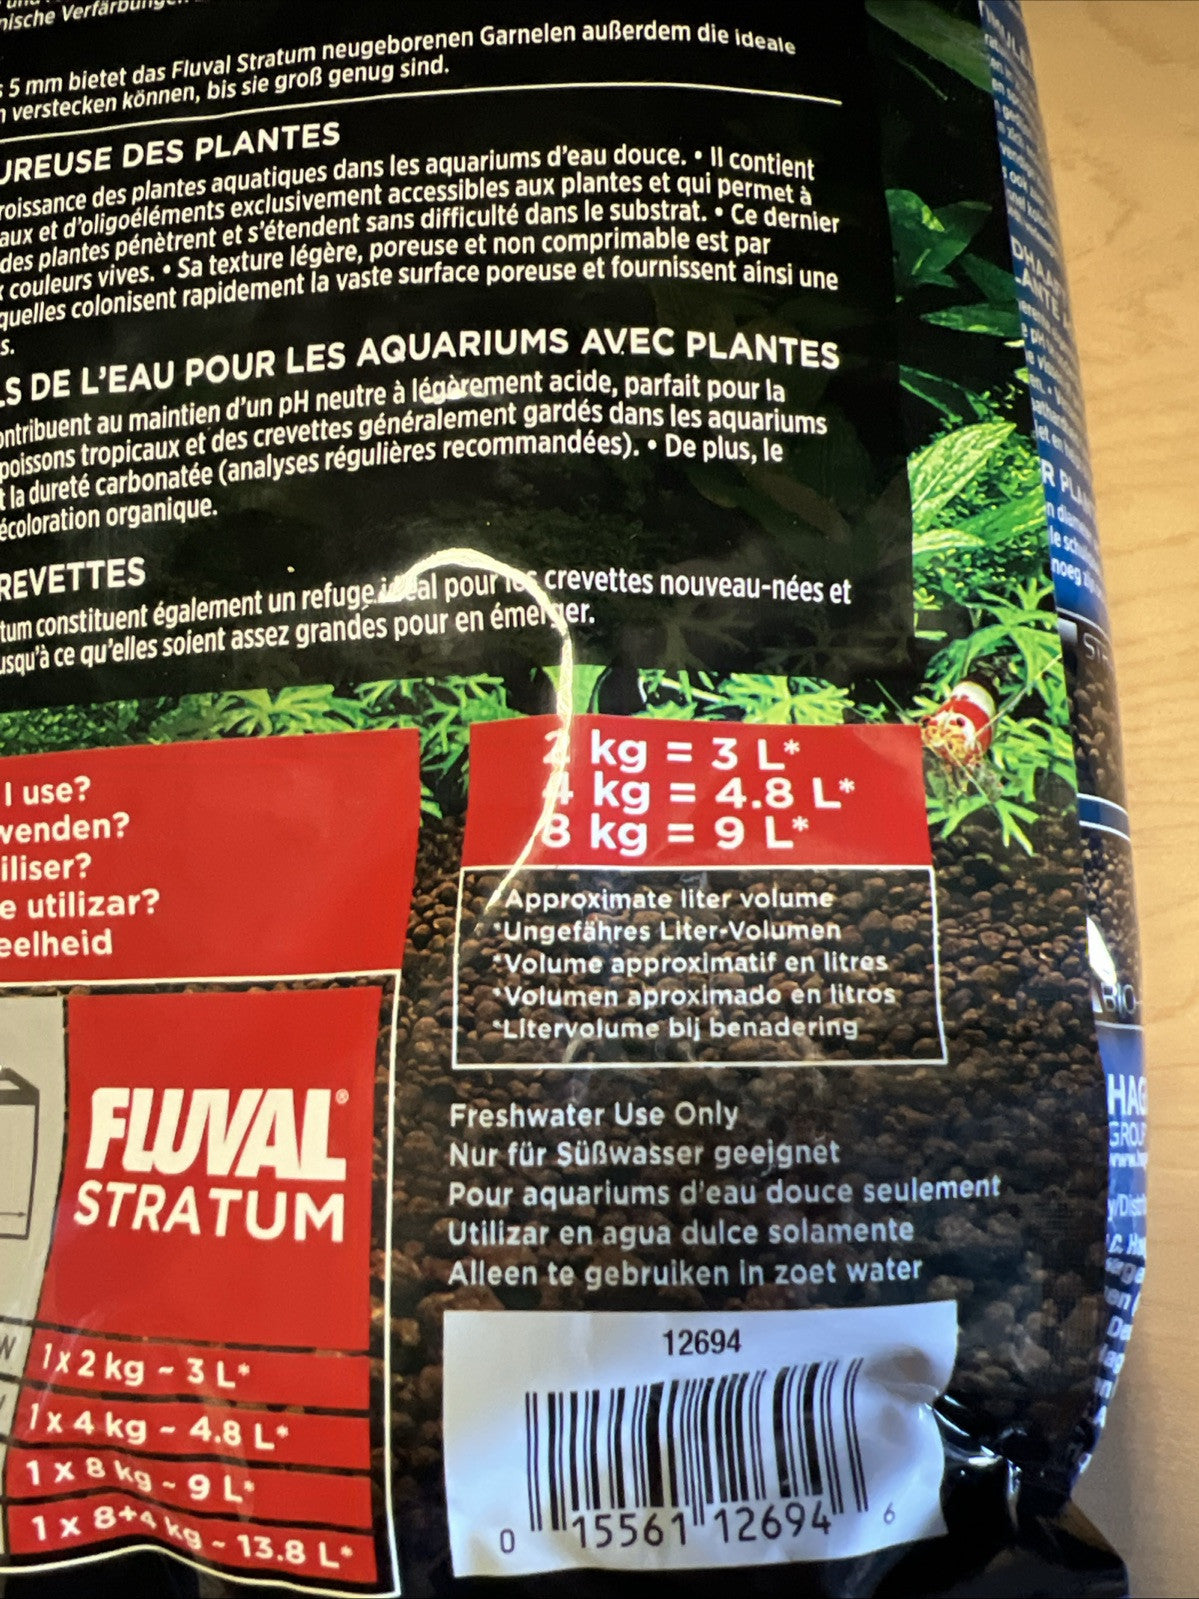 nische Verfärbungen
5 mm bietet das Fluval Stratum neugeborenen Garnelen außerdem die ideale
verstecken können, bis sie groß genug sind.
UREUSE DES PLANTES
roissance des plantes aquatiques dans les aquariums d'eau douce. • Il contient
aux et d'oligoéléments exclusivement accessibles aux plantes et qui permet à
des plantes pénètrent et s'étendent sans difficulté dans le substrat. • Ce dernier
couleurs vives. • Sa texture légère, poreuse et non comprimable est par
quelles colonisent rapidement la vaste surface poreuse et fournissent ainsi une
s.
LS DE L'EAU POUR LES AQUARIUMS AVEC PLANTES
ontribuent au maintien d'un pH neutre à légèrement acide, parfait pour la
poissons tropicaux et des crevettes généralement gardés dans les aquariums
t la dureté carbonatée (analyses régulières recommandées). • De plus, le
écoloration organique.
REVETTES
tum constituent également un refuge idéal pour les crevettes nouveau-nées et
usqu'à ce qu'elles soient assez grandes pour en émerger.
I use?
wenden?
iliser?
e utilizar?
eelheid
2 kg = 3 L*
4 kg = 4.8 L*
8 kg = 9 L*
*Approximate liter volume
*Ungefähres Liter-Volumen
*Volume approximatif en litres
*Volumen aproximado en litros
*Litervolume bij benadering
FLUVAL®
STRATUM
1 x 2 kg ~ 3 L*
1 x 4 kg ~ 4.8 L*
1 x 8 kg ~ 9 L*
1 x 8+4 kg ~ 13.8 L*
Freshwater Use Only
Nur für Süßwasser geeignet
Pour aquariums d'eau douce seulement
Utilizar en agua dulce solamente
Alleen te gebruiken in zoet water
12694
0 15561 12694 6
HAG
GROU